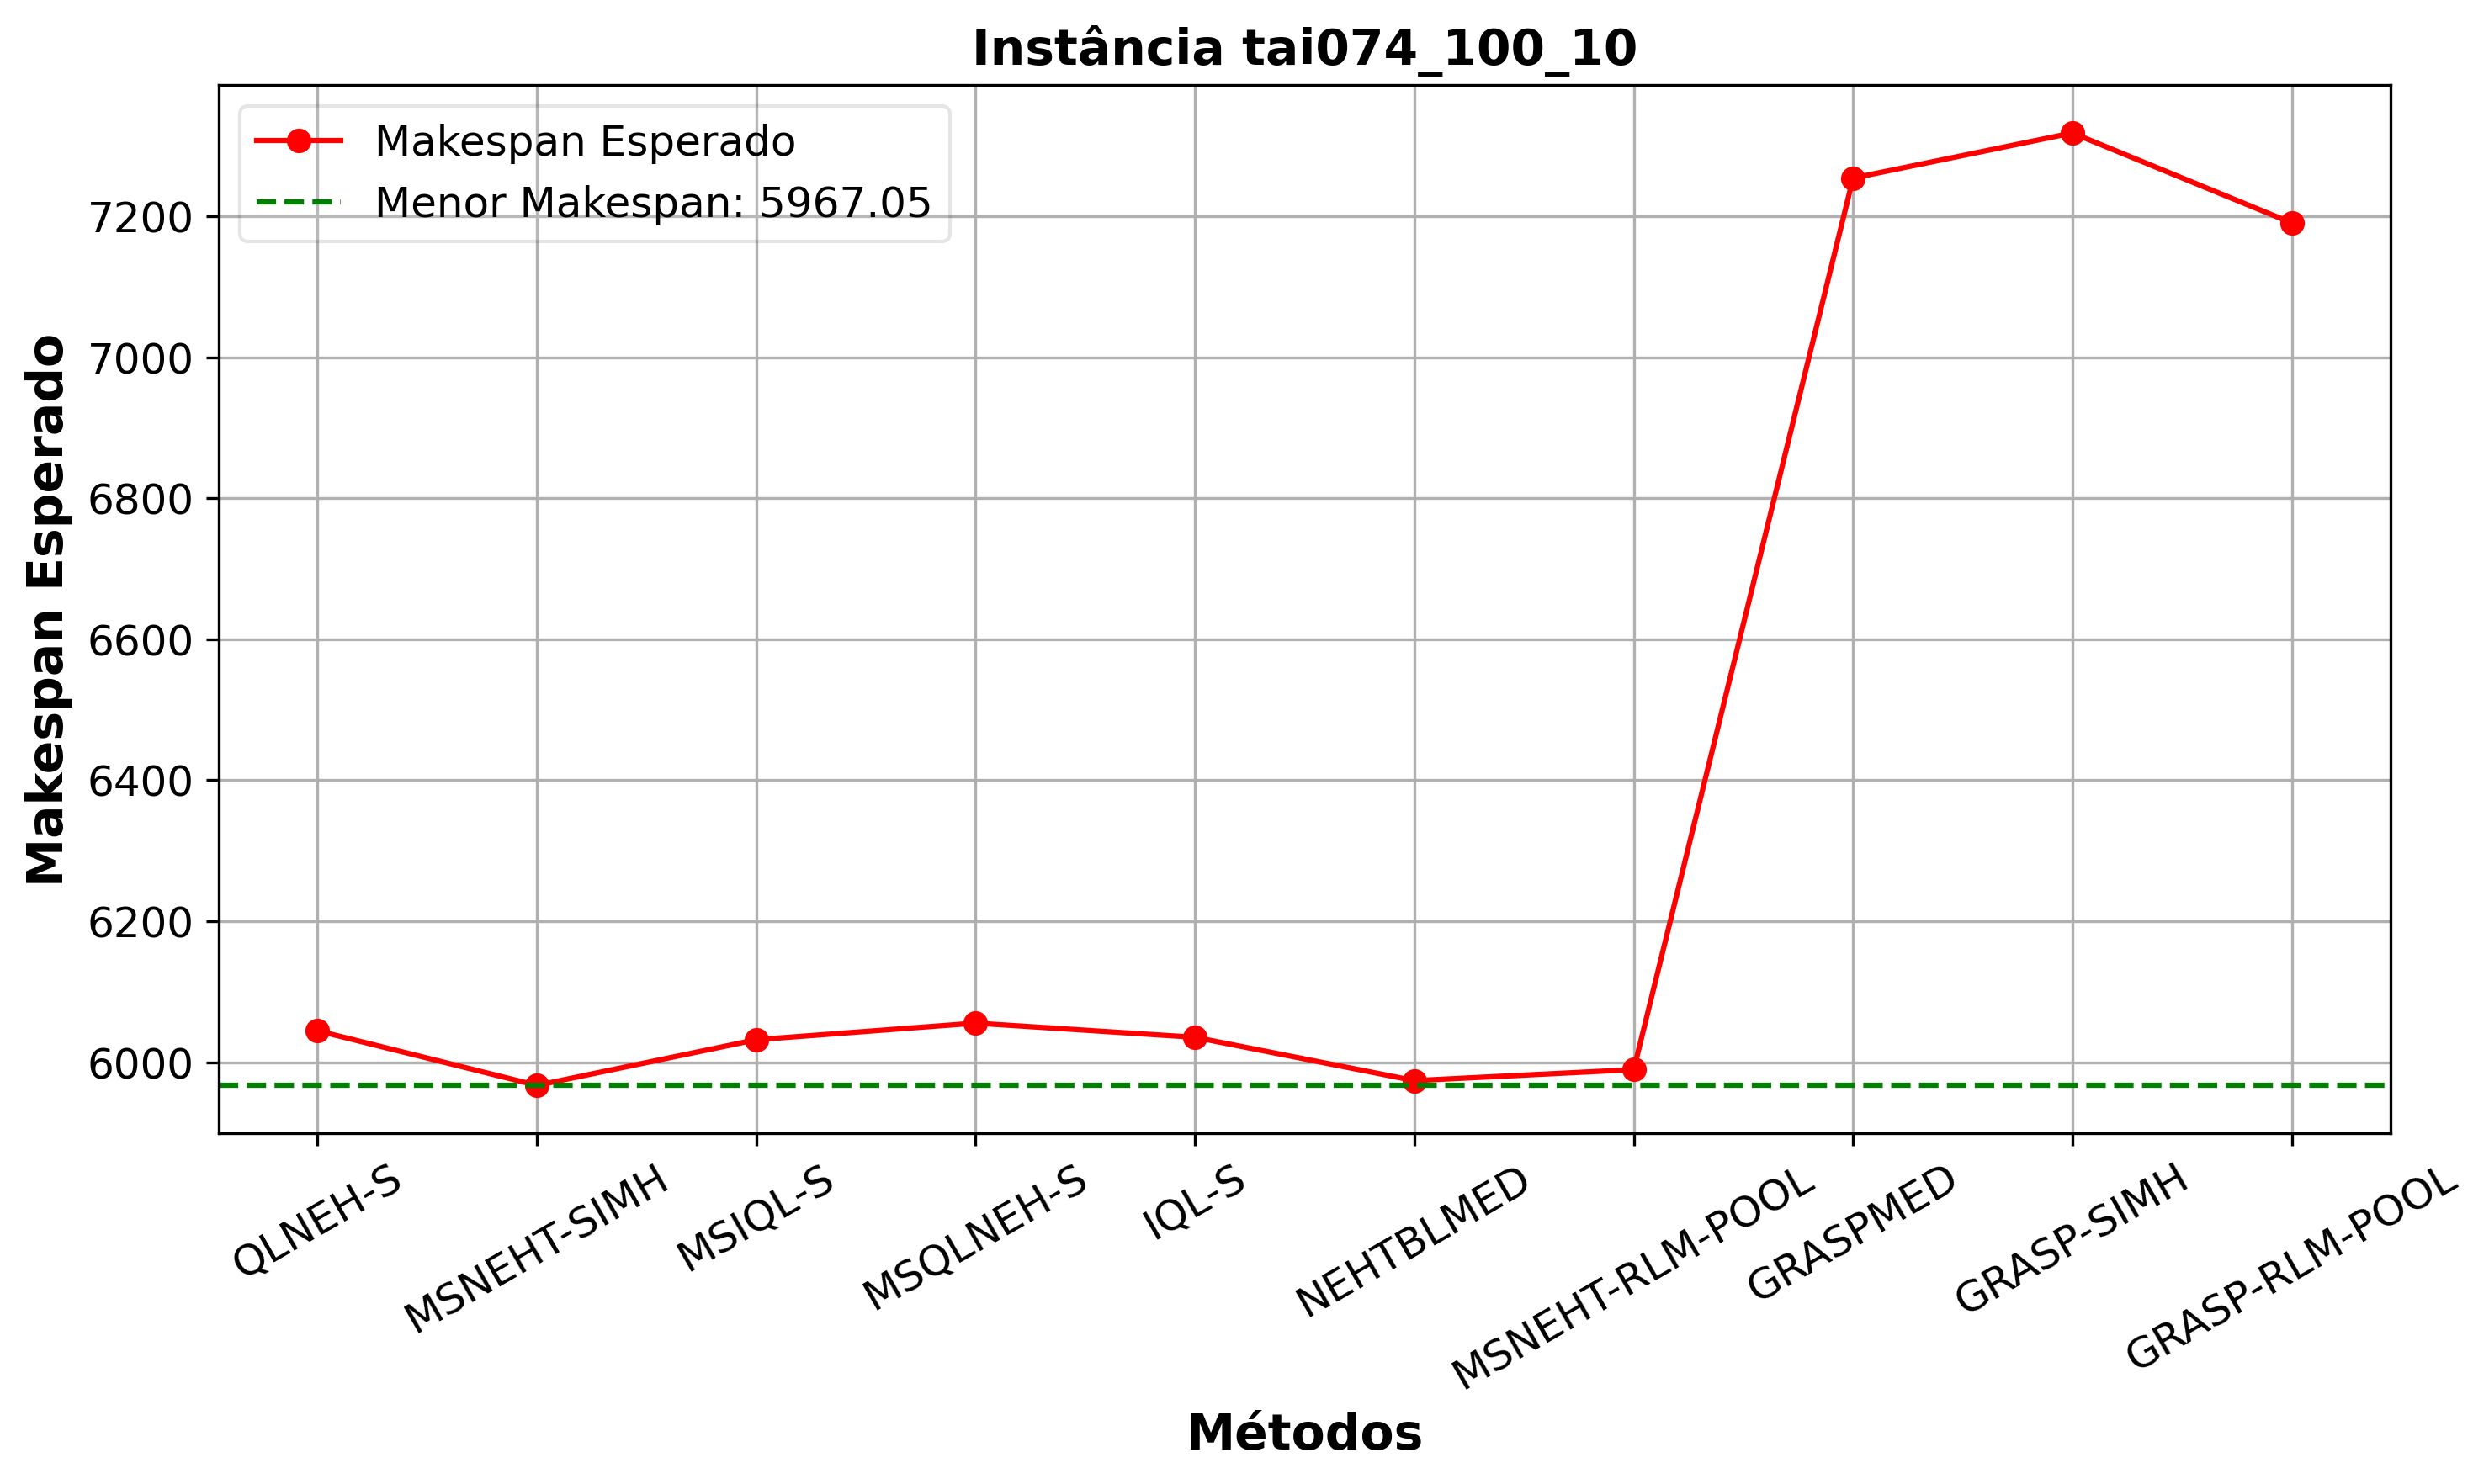 Instância tai074_100_10
Makespan Esperado
Menor Makespan: 5967.05
Makespan Esperado
7200
7000
6800
6600
6400
6200
6000
QLNEH-S
MSNEHT-SIMH
MSIQL-S
MSQLNEH-S
IQL-S
NEHTBLMED
MSNEHT-RLM-POOL
GRASPMED
GRASP-SIMH
GRASP-RLM-POOL
Métodos